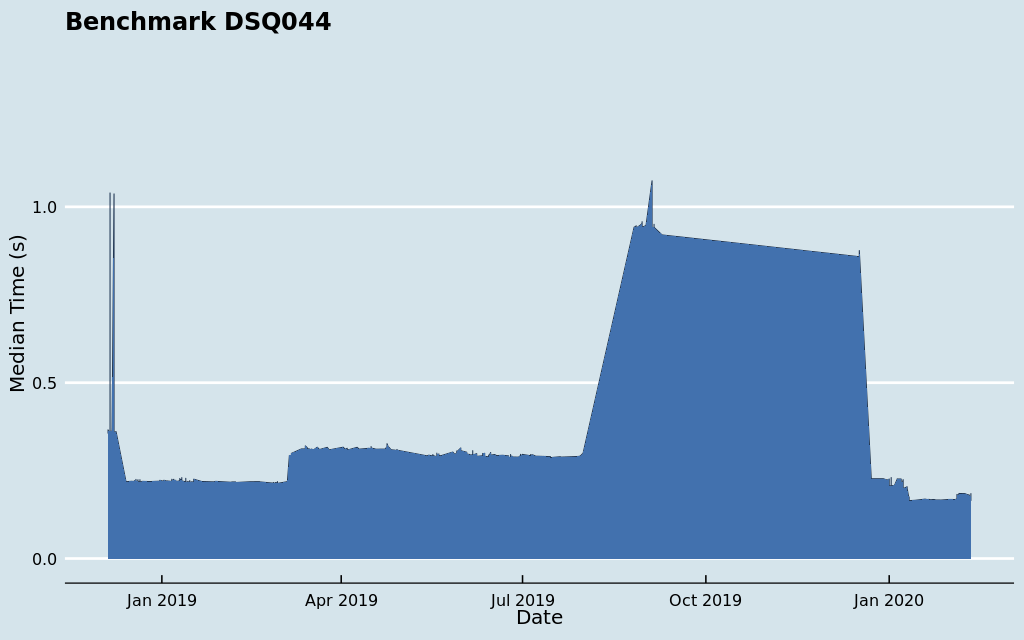 Benchmark DSQ044
Median Time (s)
1.0
0.5
0.0
Jan 2019
Apr 2019
Jul 2019
Oct 2019
Jan 2020
Date